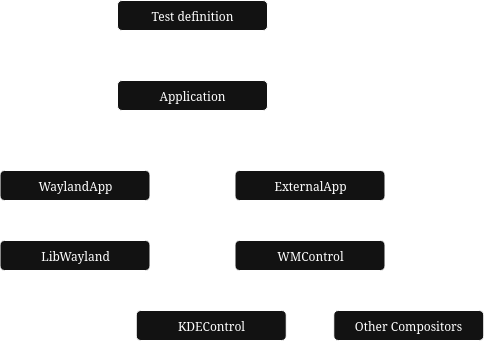 Test definition
Application
WaylandApp
ExternalApp
LibWayland
WMControl
KDEControl
Other Compositors